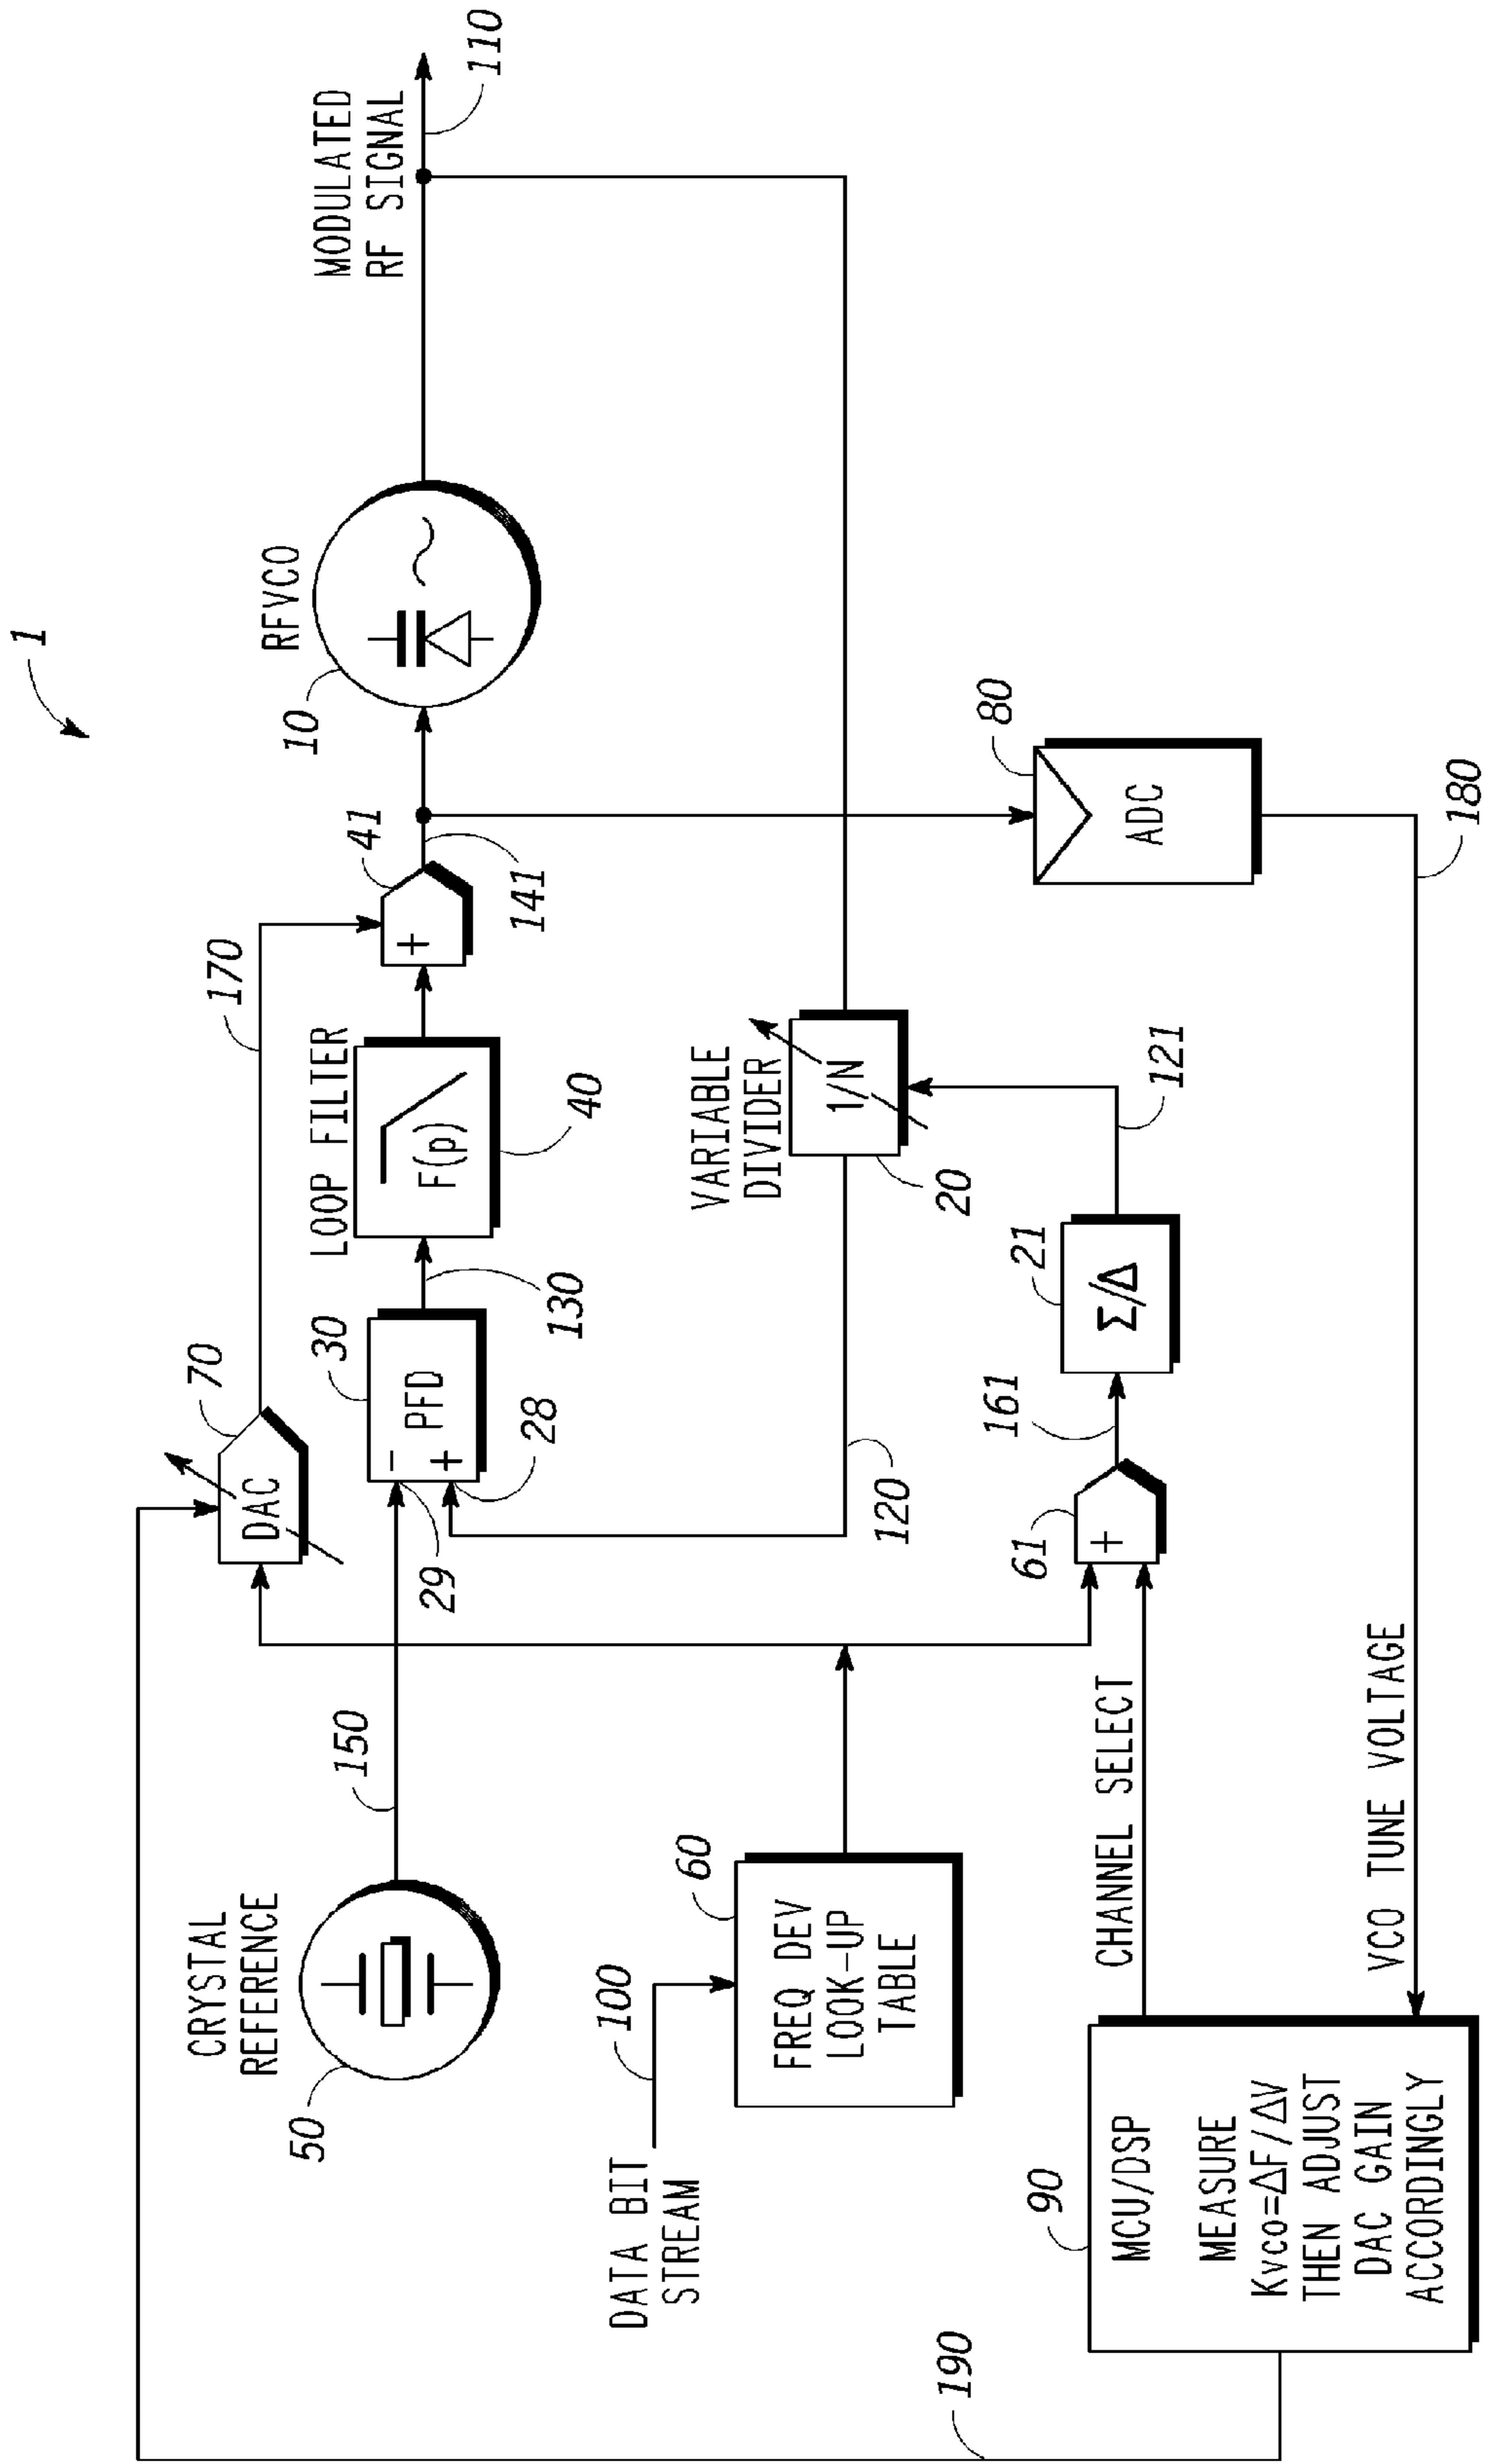 1
CRYSTAL
REFERENCE
50
150
DAC
70
170
190
29
28
-
+
PFD
30
130
LOOP FILTER
F(p)
40
+
41
141
RFVCO
10
MODULATED
RF SIGNAL
110
DATA BIT
STREAM
100
FREQ DEV
LOOK-UP
TABLE
60
120
VARIABLE
DIVIDER
1/N
20
121
Σ/Δ
21
161
+
61
CHANNEL SELECT
ADC
80
180
VCO TUNE VOLTAGE
90
MCU/DSP
MEASURE
Kvco=ΔF/ΔV
THEN ADJUST
DAC GAIN
ACCORDINGLY